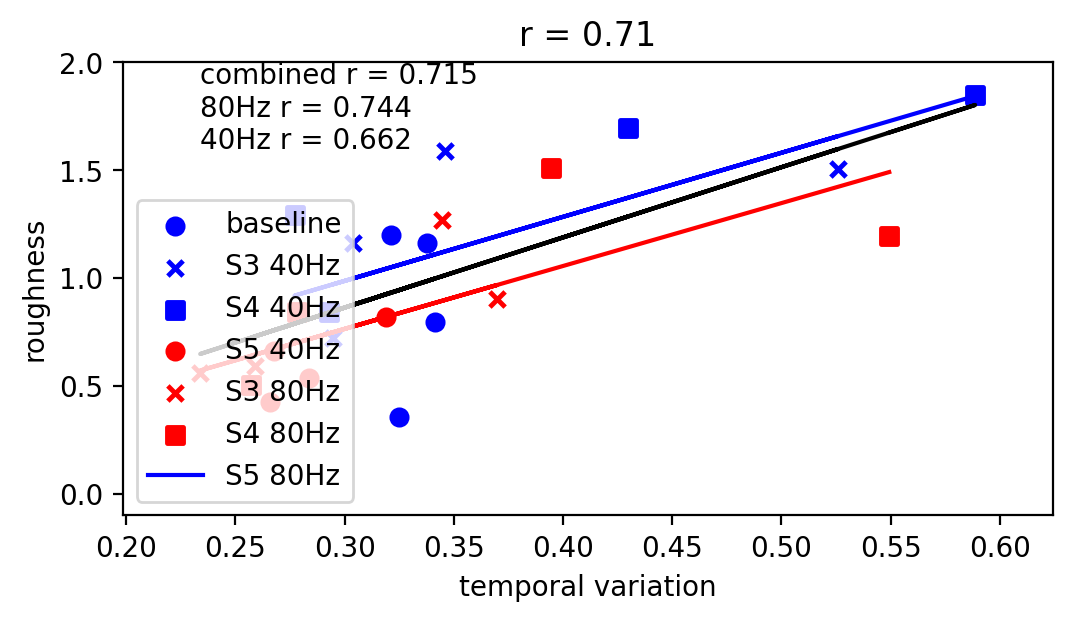 r = 0.71
combined r = 0.715
80Hz r = 0.744
40Hz r = 0.662
baseline
S3 40Hz
S4 40Hz
S5 40Hz
S3 80Hz
S4 80Hz
S5 80Hz
roughness
2.0
1.5
1.0
0.5
0.0
0.20 0.25 0.30 0.35 0.40 0.45 0.50 0.55 0.60
temporal variation